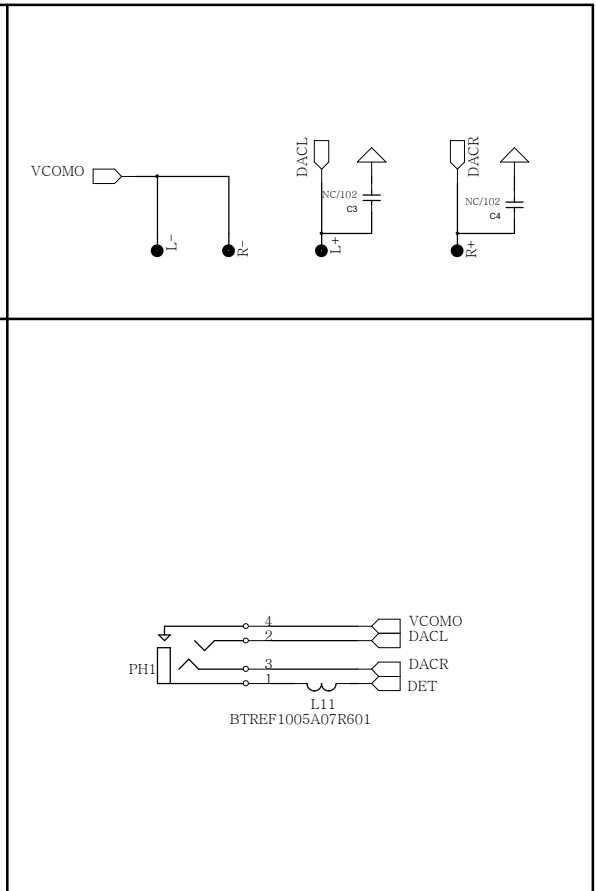 VCOMO
DACL
DACR
NC/102
C3
NC/102
C4
L-
R-
L+
R+
4
VCOMO
2
DACL
PH1
3
DACR
1
DET
L11
BTREF1005A07R601